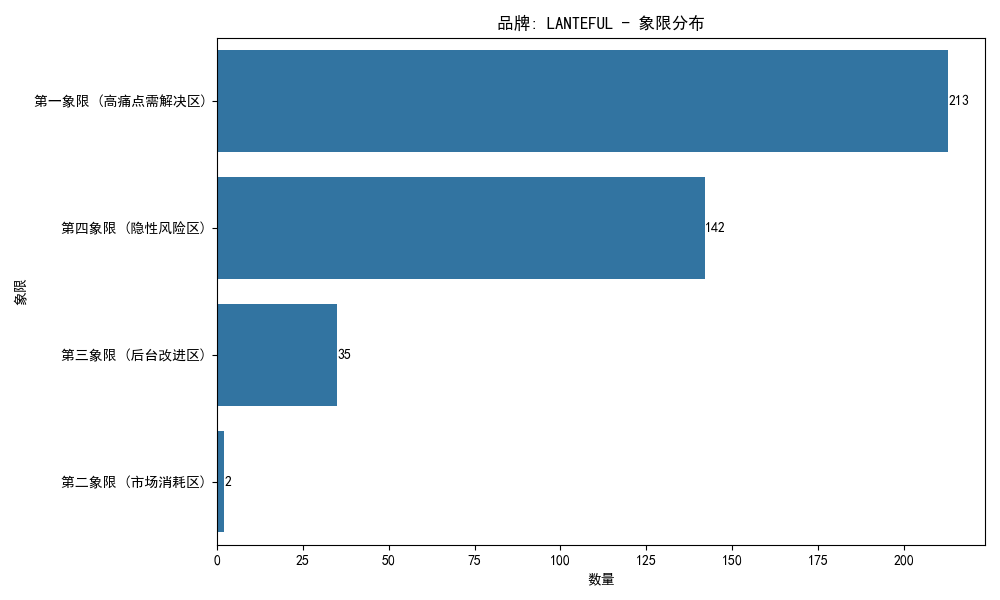 品牌: LANTEFUL - 象限分布
第一象限 (高痛点需解决区)
213
第四象限 (隐性风险区)
142
第三象限 (后台改进区)
35
第二象限 (市场消耗区)
2
象限
0 25 50 75 100 125 150 175 200
数量